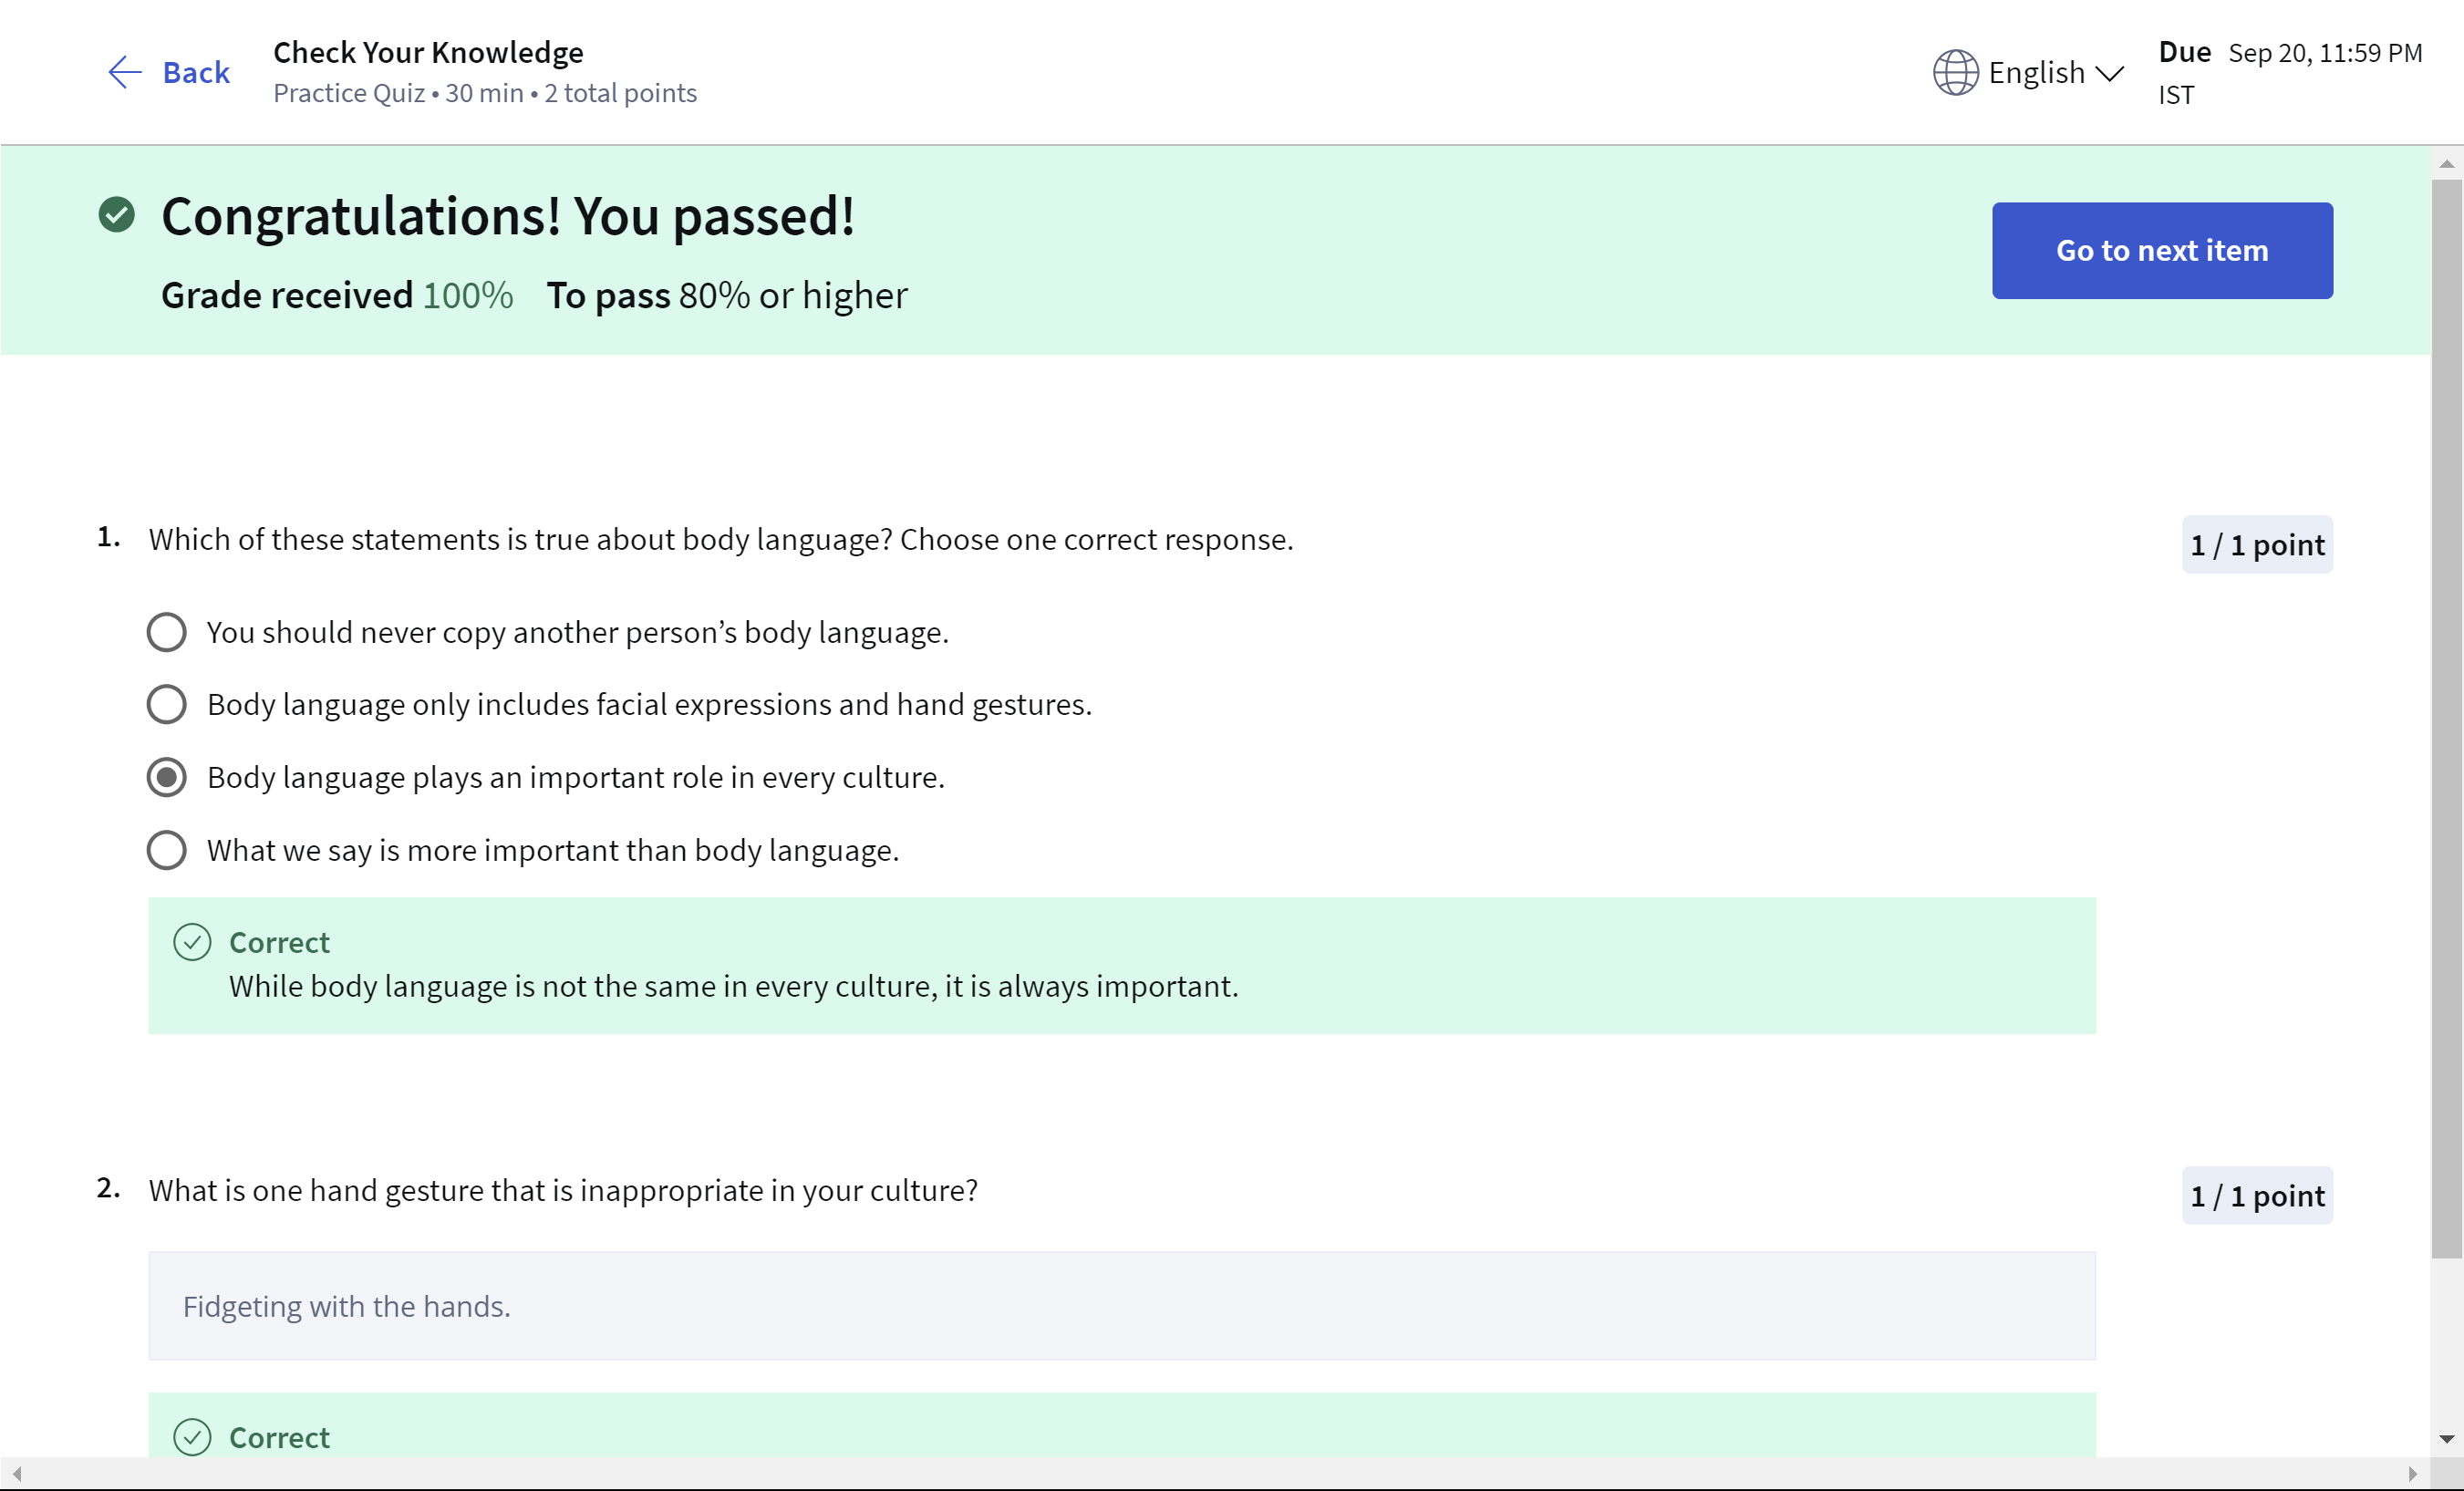 Back
Check Your Knowledge
Practice Quiz • 30 min • 2 total points
English
Due Sep 20, 11:59 PM
IST
Congratulations! You passed!
Grade received 100% To pass 80% or higher
Go to next item
1. Which of these statements is true about body language? Choose one correct response.
1 / 1 point
You should never copy another person’s body language.
Body language only includes facial expressions and hand gestures.
Body language plays an important role in every culture.
What we say is more important than body language.
Correct
While body language is not the same in every culture, it is always important.
2. What is one hand gesture that is inappropriate in your culture?
1 / 1 point
Fidgeting with the hands.
Correct